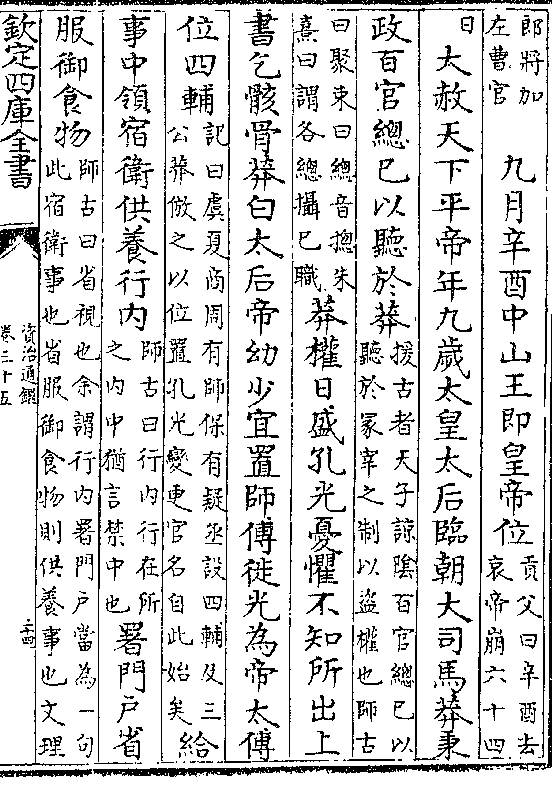 郎將加左曹官　九月辛酉中山王即皇帝位貢父曰辛酉去哀帝崩六十四
日　太赦天下平帝年九歲太皇太后臨朝大司馬莽秉
政百官總已以聽於莽援古者天子諒陰百官總已以聽於冢宰之制以盜權也師古
曰聚束曰總音摠朱熹曰謂各總攝已職莽權日盛孔光憂懼不知所出上
書乞骸骨莽白太后帝幼少宜置師傅徙光為帝太傅
位四輔記曰虞夏商周有師保有疑丞設四輔及三公莽倣之以位置孔光變更官名自此始矣給
事中領宿衛供養行内師古曰行内行在所之内中猶言禁中也署門戶省
服御食物師古曰省視也余謂行内署門戶當為一句此宿衛事也省服御食物則供養事也文理
欽定四庫全書
資治通鑑
卷三十五
二十四